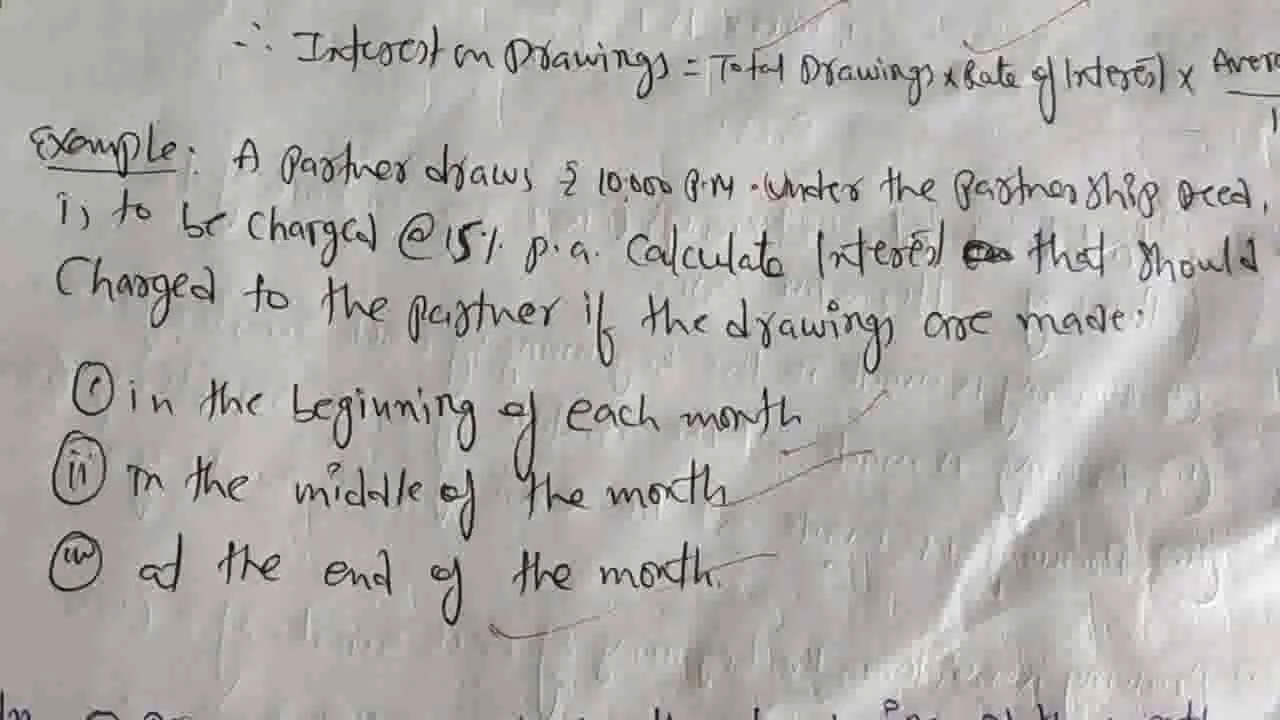 ∴ Interest on Drawings = Total Drawings × Rate of Interest ×
Example: A Partner draws ₹ 10,000 P.M. Under the Partnership Deed,
is to be Charged @ 15% p.a. Calculate Interest that should
Charged to the partner if the drawings are made:
(i) in the beginning of each month
(ii) in the middle of the month
(iii) at the end of the month.